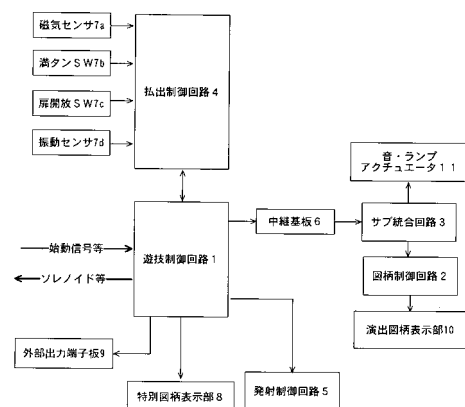 磁気センサ7a
満タンSW7b
扉開放SW7c
振動センサ7d
払出制御回路4
音・ランプ
アクチュエータ11
中継基板6
サブ統合回路3
始動信号等
遊技制御回路1
ソレノイド等
図柄制御回路2
演出図柄表示部10
外部出力端子板9
特別図柄表示部8
発射制御回路5